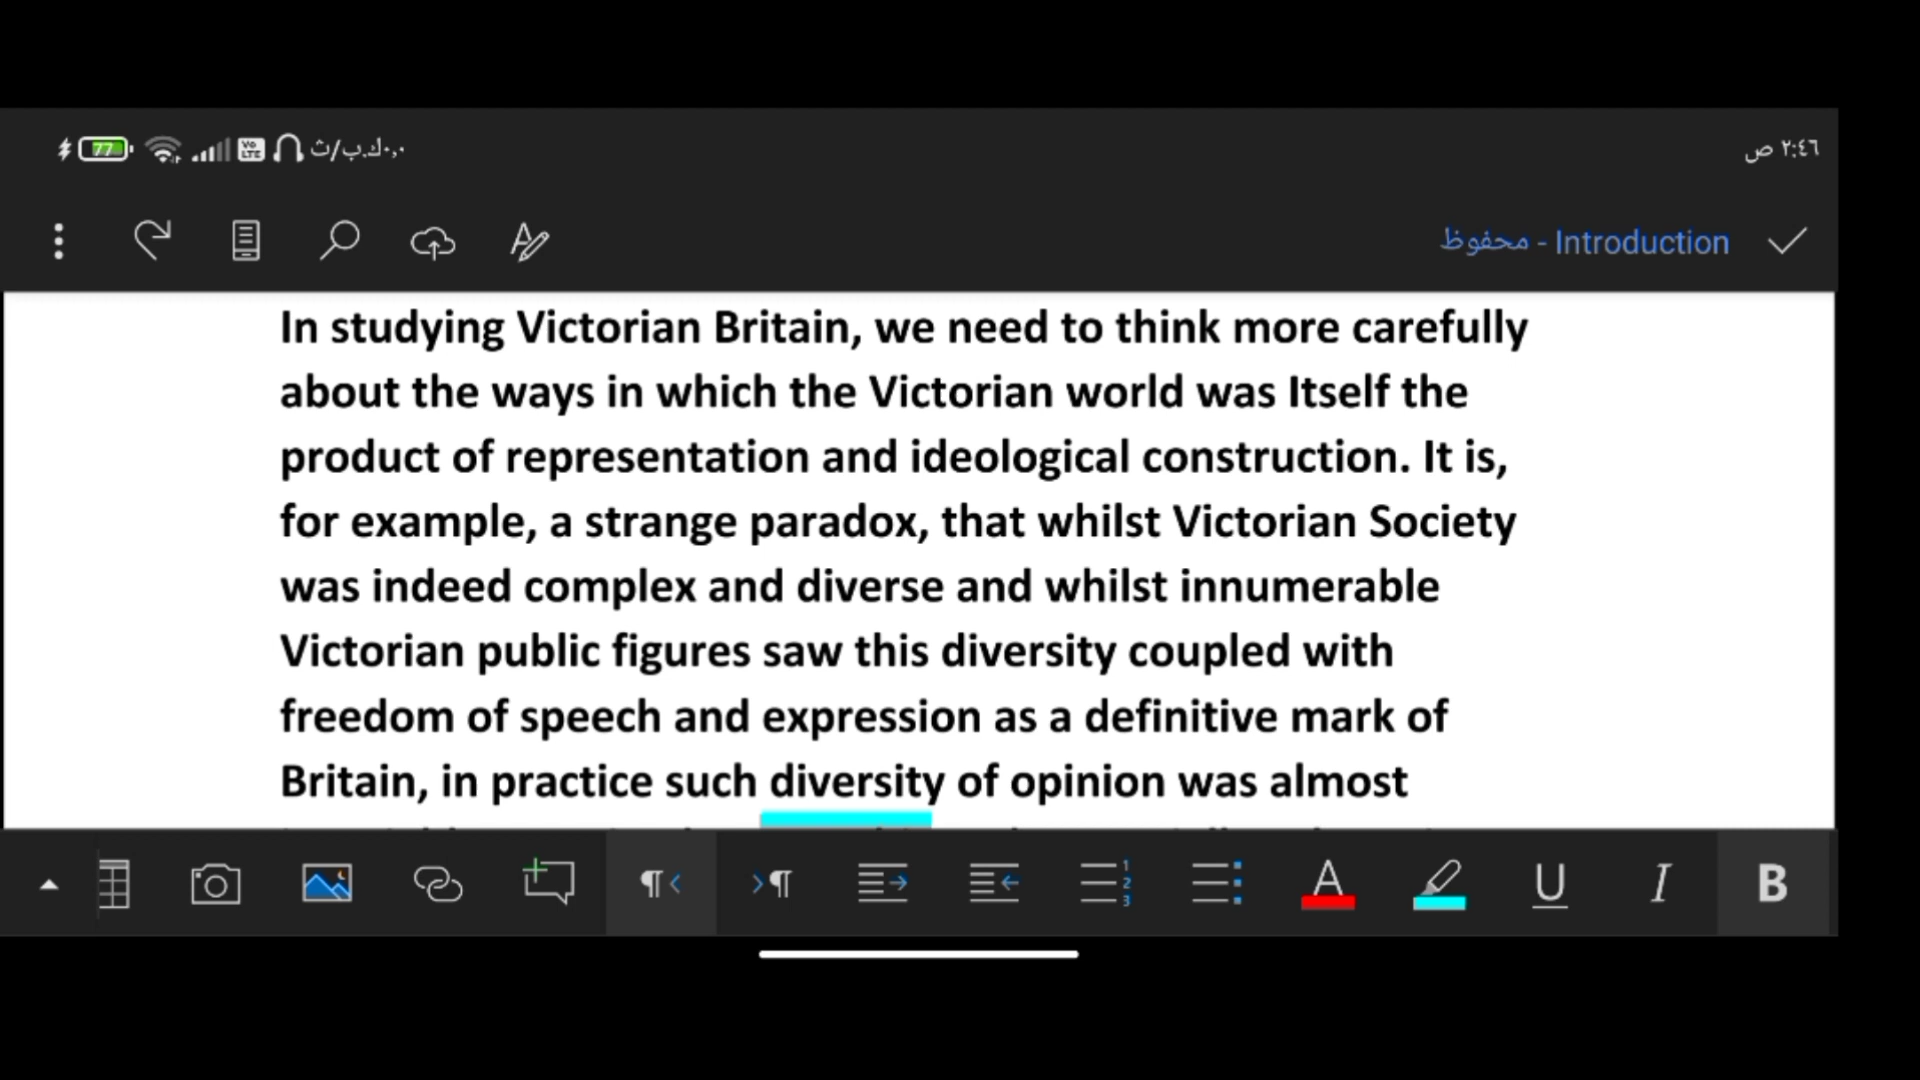 77 VoLTE ٠,٠ك.ب/ث
٢:٤٦ ص
Introduction - محفوظ
In studying Victorian Britain, we need to think more carefully
about the ways in which the Victorian world was Itself the
product of representation and ideological construction. It is,
for example, a strange paradox, that whilst Victorian Society
was indeed complex and diverse and whilst innumerable
Victorian public figures saw this diversity coupled with
freedom of speech and expression as a definitive mark of
Britain, in practice such diversity of opinion was almost
1 2 3 A U I B